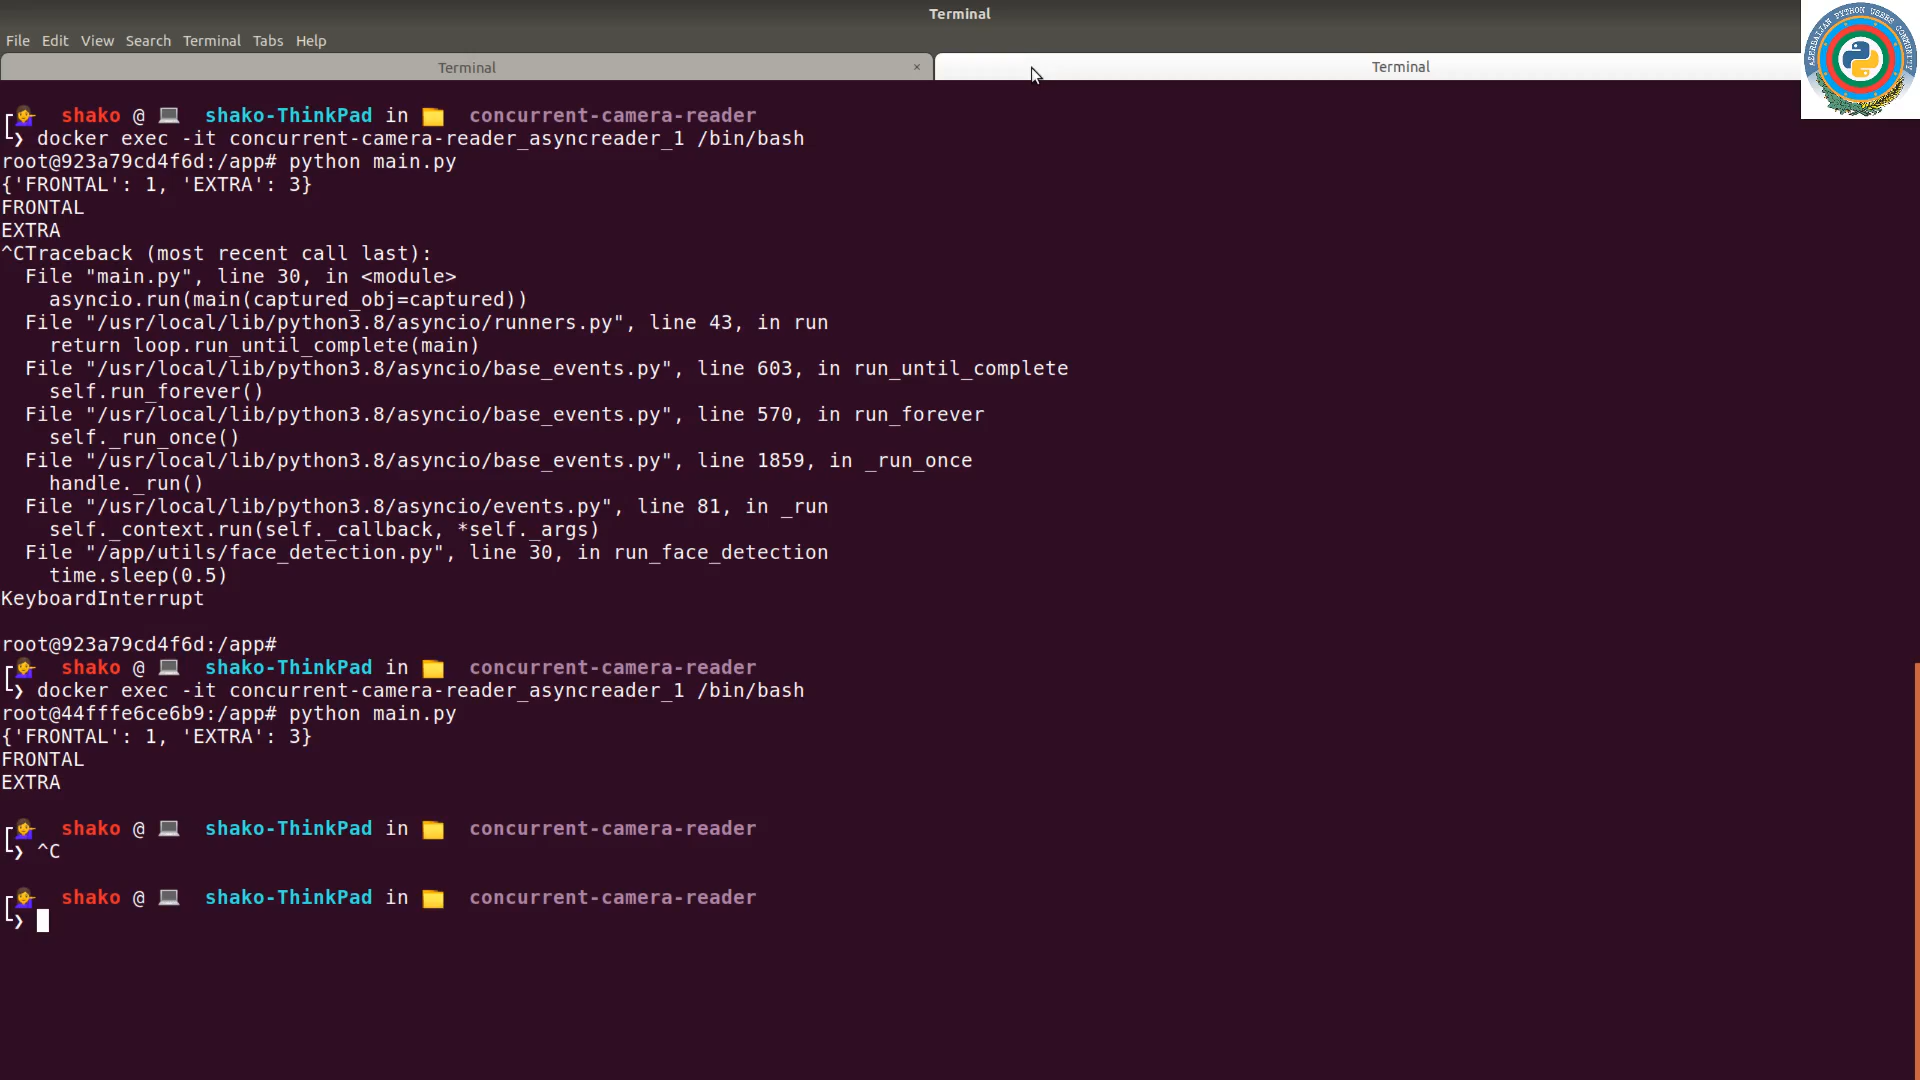 Terminal
File Edit View Search Terminal Tabs Help
Terminal × Terminal
AZERBAIJAN PYTHON USERS COMMUNITY
shako @ shako-ThinkPad in concurrent-camera-reader
❯ docker exec -it concurrent-camera-reader_asyncreader_1 /bin/bash
root@923a79cd4f6d:/app# python main.py
{'FRONTAL': 1, 'EXTRA': 3}
FRONTAL
EXTRA
^CTraceback (most recent call last):
  File "main.py", line 30, in <module>
    asyncio.run(main(captured_obj=captured))
  File "/usr/local/lib/python3.8/asyncio/runners.py", line 43, in run
    return loop.run_until_complete(main)
  File "/usr/local/lib/python3.8/asyncio/base_events.py", line 603, in run_until_complete
    self.run_forever()
  File "/usr/local/lib/python3.8/asyncio/base_events.py", line 570, in run_forever
    self._run_once()
  File "/usr/local/lib/python3.8/asyncio/base_events.py", line 1859, in _run_once
    handle._run()
  File "/usr/local/lib/python3.8/asyncio/events.py", line 81, in _run
    self._context.run(self._callback, *self._args)
  File "/app/utils/face_detection.py", line 30, in run_face_detection
    time.sleep(0.5)
KeyboardInterrupt
root@923a79cd4f6d:/app#
shako @ shako-ThinkPad in concurrent-camera-reader
❯ docker exec -it concurrent-camera-reader_asyncreader_1 /bin/bash
root@44fffe6ce6b9:/app# python main.py
{'FRONTAL': 1, 'EXTRA': 3}
FRONTAL
EXTRA
shako @ shako-ThinkPad in concurrent-camera-reader
❯ ^C
shako @ shako-ThinkPad in concurrent-camera-reader
❯